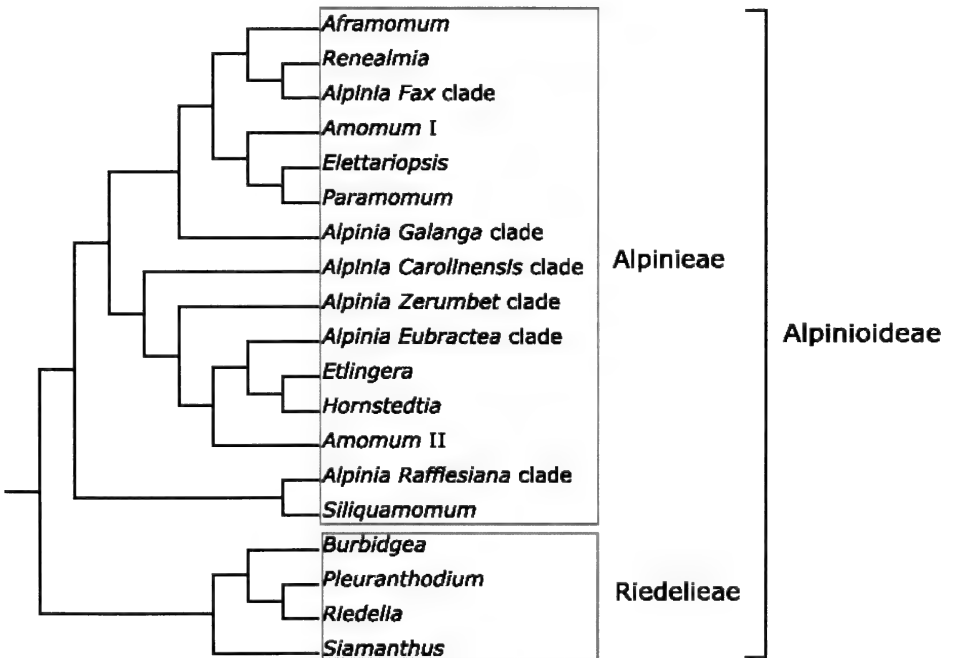 Aframomum
Renealmia
Alpinia Fax clade
Amomum I
Elettariopsis
Paramomum
Alpinia Galanga clade
Alpinia Carolinensis clade
Alpinieae
Alpinia Zerumbet clade
Alpinioideae
Alpinia Eubractea clade
Etlingera
Hornstedtia
Amomum II
Alpinia Rafflesiana clade
Siliquamomum
Burbidgea
Pleuranthodium
Riedelieae
Riedelia
Siamanthus